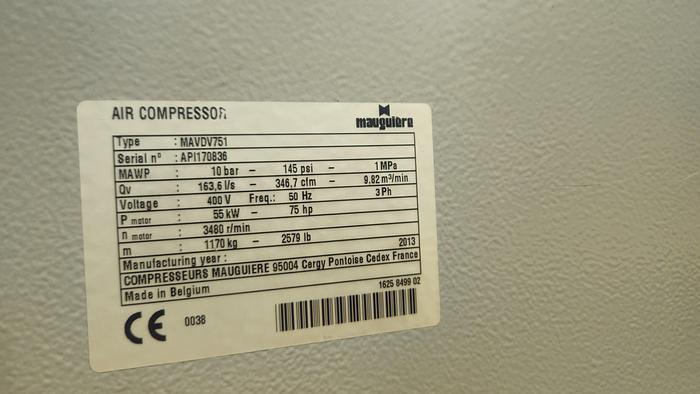 AIR COMPRESSOR
mauguière
Type : MAVDV751
Serial n° : API170836
MAWP : 10 bar – 145 psi – 1 MPa
Qv : 163,6 l/s – 346,7 cfm – 9.82 m³/min
Voltage : 400 V Freq.: 50 Hz 3 Ph
P motor : 55 kW – 75 hp
n motor : 3480 r/min
m : 1170 kg – 2579 lb
Manufacturing year : 2013
COMPRESSEURS MAUGUIERE 95004 Cergy Pontoise Cedex France
Made in Belgium 1625 8499 02
CE 0038